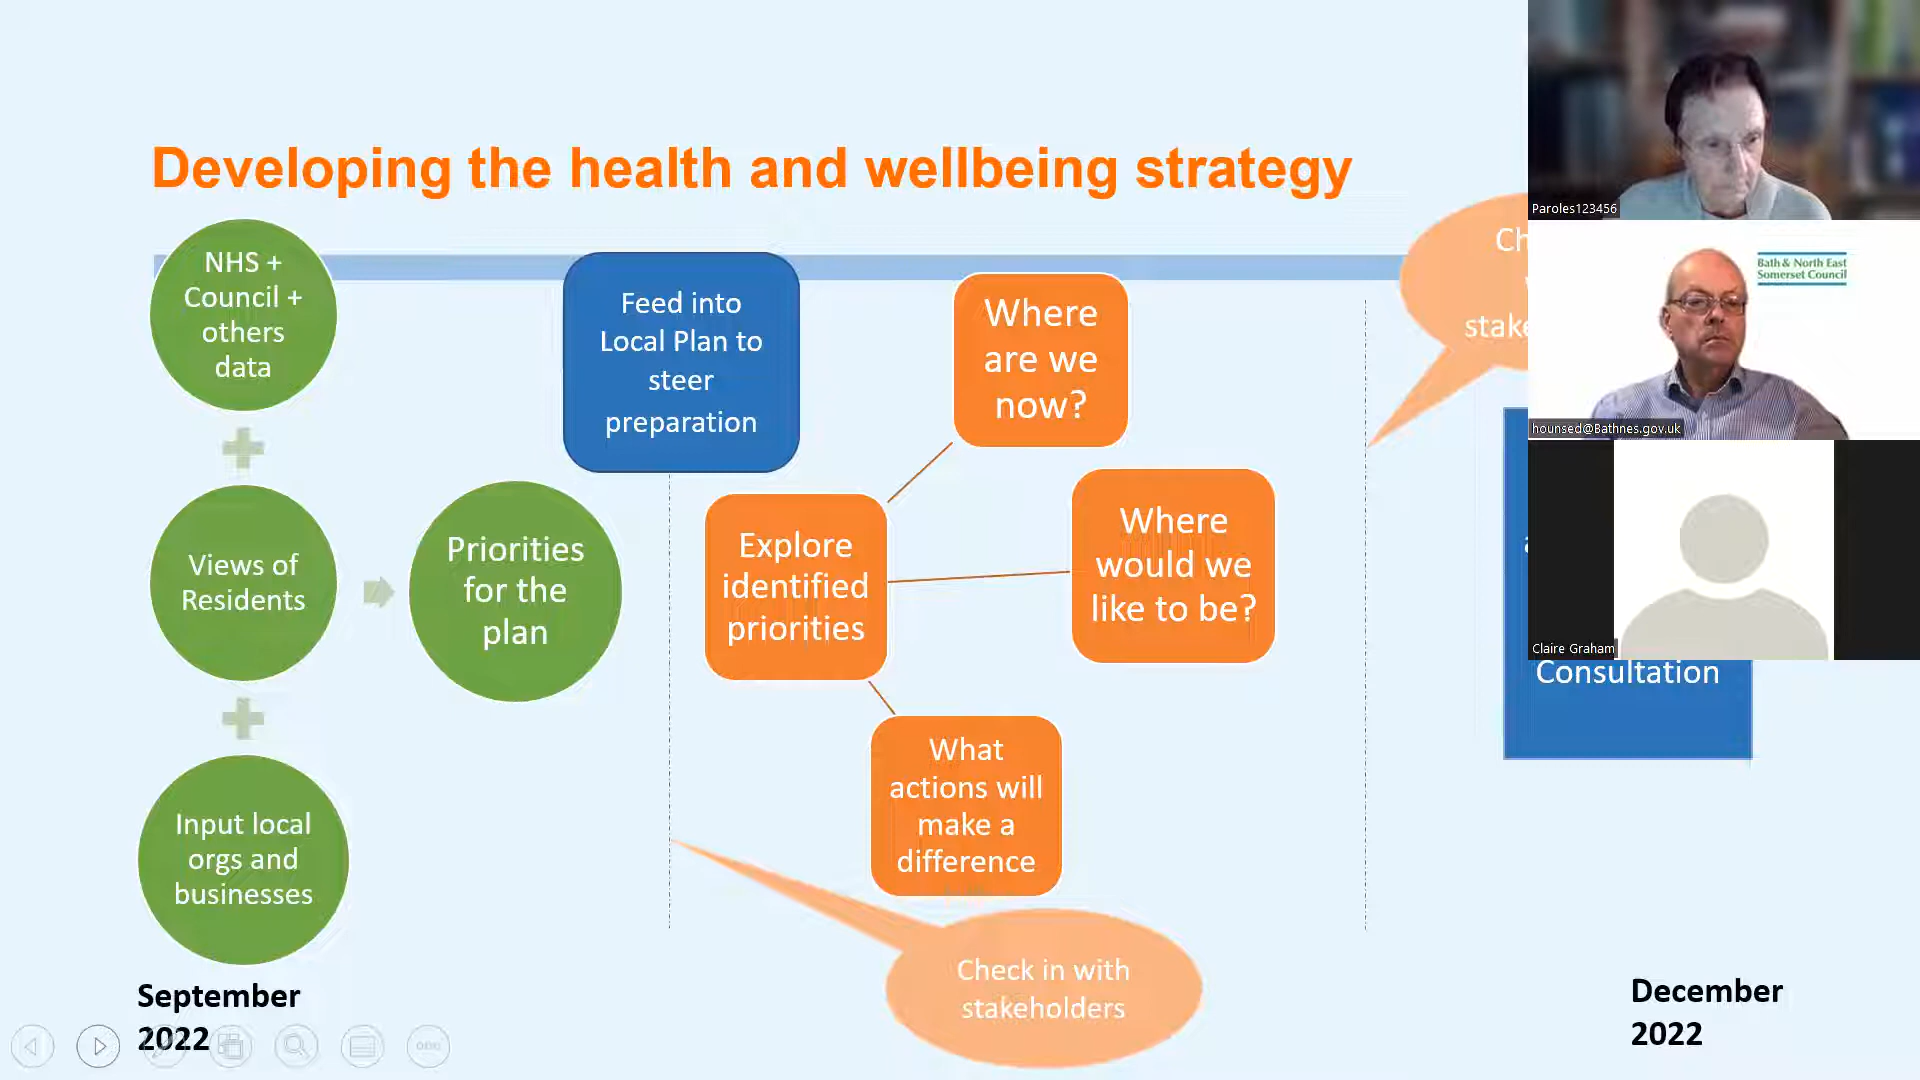 Developing the health and wellbeing strategy
NHS +
Council +
others
data
Views of
Residents
Input local
orgs and
businesses
Priorities
for the
plan
Feed into
Local Plan to
steer
preparation
Explore
identified
priorities
Where
are we
now?
Where
would we
like to be?
What
actions will
make a
difference
Check in with
stakeholders
Consultation
September
2022
December
2022
Paroles123456
Bath & North East
Somerset Council
hounsed@Bathnes.gov.uk
Claire Graham